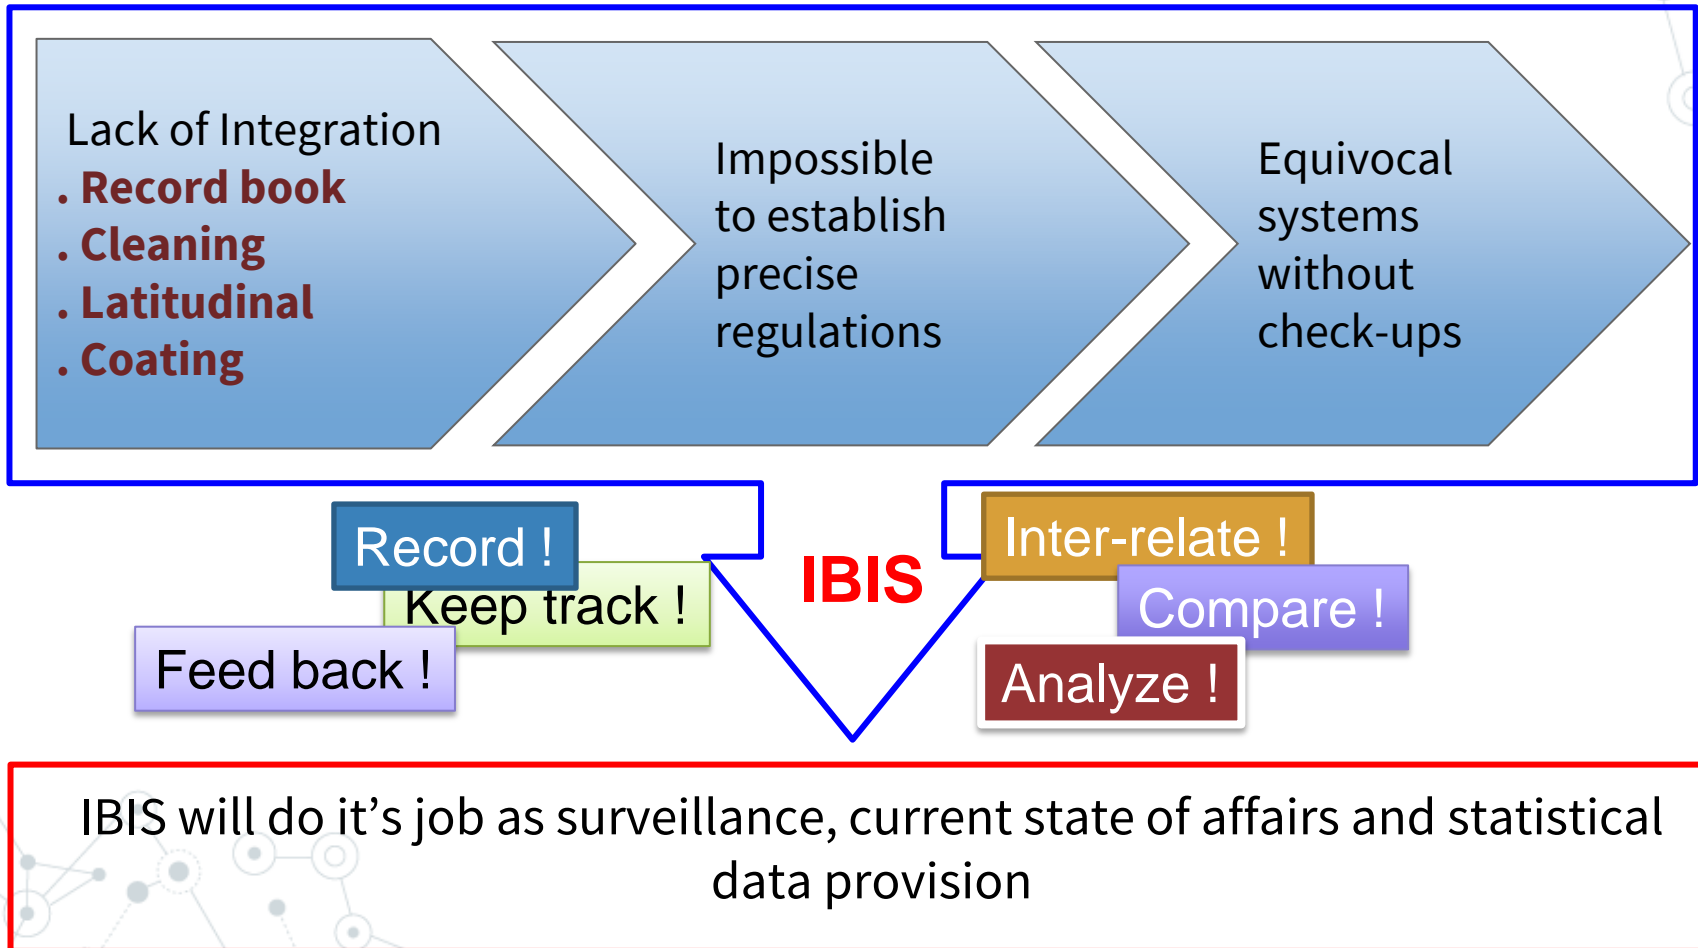 Lack of Integration
. Record book
. Cleaning
. Latitudinal
. Coating
Impossible
to establish
precise
regulations
Equivocal
systems
without
check-ups
Record !
Keep track !
Feed back !
IBIS
Inter-relate !
Compare !
Analyze !
IBIS will do it’s job as surveillance, current state of affairs and statistical
data provision